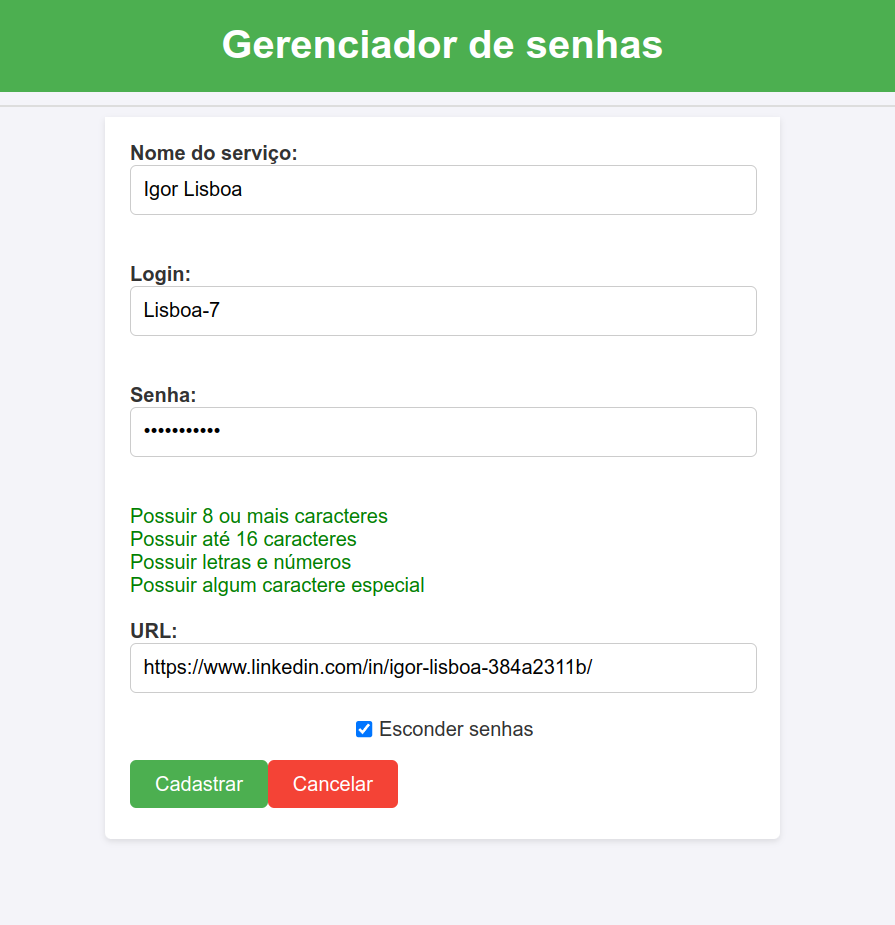 Gerenciador de senhas
Nome do serviço:
Igor Lisboa
Login:
Lisboa-7
Senha:
•••••••••••
Possuir 8 ou mais caracteres
Possuir até 16 caracteres
Possuir letras e números
Possuir algum caractere especial
URL:
https://www.linkedin.com/in/igor-lisboa-384a2311b/
Esconder senhas
Cadastrar Cancelar